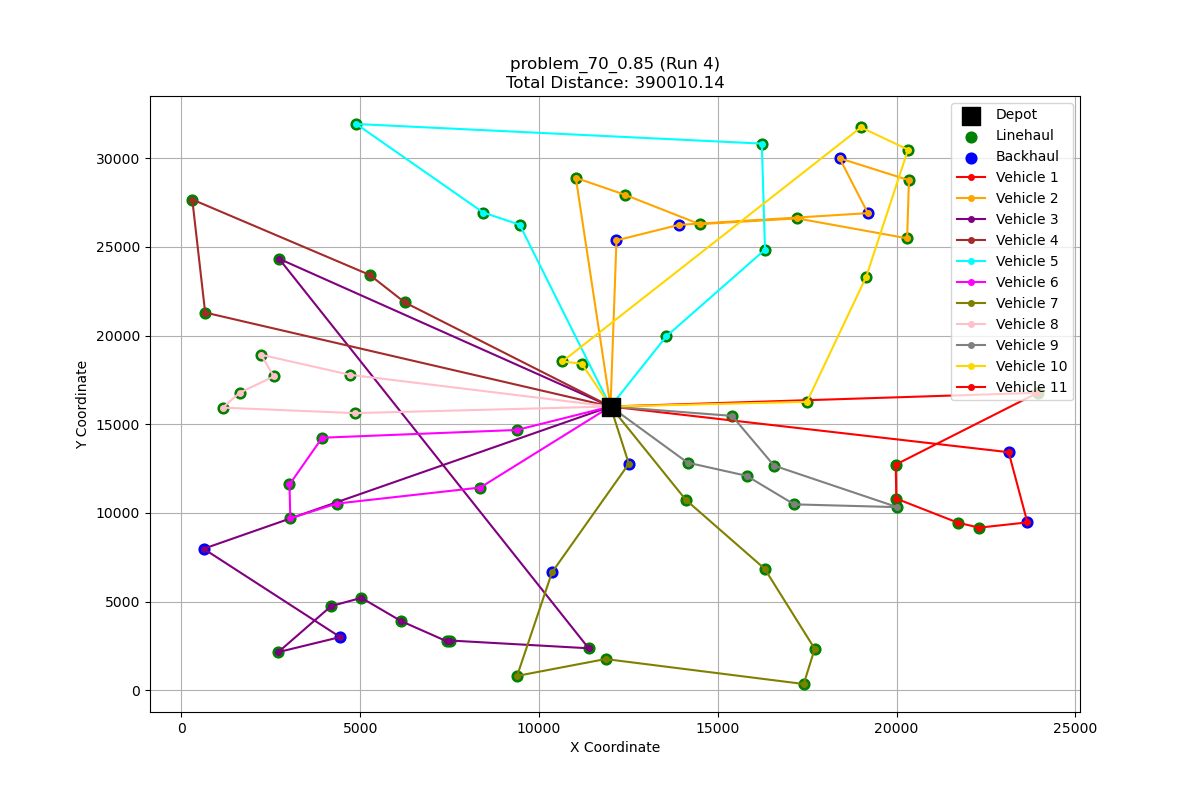 problem_70_0.85 (Run 4)
Total Distance: 390010.14
Depot
Linehaul
Backhaul
Vehicle 1
Vehicle 2
Vehicle 3
Vehicle 4
Vehicle 5
Vehicle 6
Vehicle 7
Vehicle 8
Vehicle 9
Vehicle 10
Vehicle 11
30000
25000
20000
15000
10000
5000
0
Y Coordinate
0 5000 10000 15000 20000 25000
X Coordinate